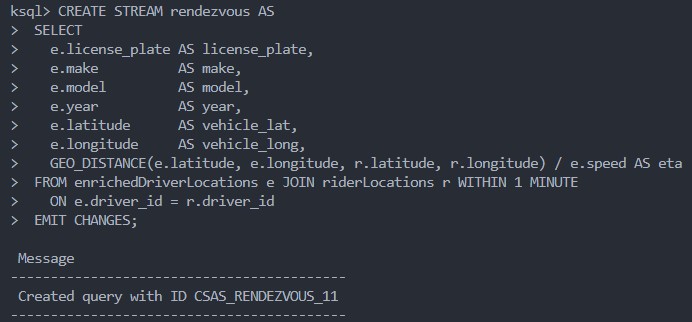 ksql> CREATE STREAM rendezvous AS
>  SELECT
>    e.license_plate AS license_plate,
>    e.make          AS make,
>    e.model         AS model,
>    e.year          AS year,
>    e.latitude      AS vehicle_lat,
>    e.longitude     AS vehicle_long,
>    GEO_DISTANCE(e.latitude, e.longitude, r.latitude, r.longitude) / e.speed AS eta
>  FROM enrichedDriverLocations e JOIN riderLocations r WITHIN 1 MINUTE
>    ON e.driver_id = r.driver_id
>  EMIT CHANGES;
Message
------------------------------------------
Created query with ID CSAS_RENDEZVOUS_11
------------------------------------------